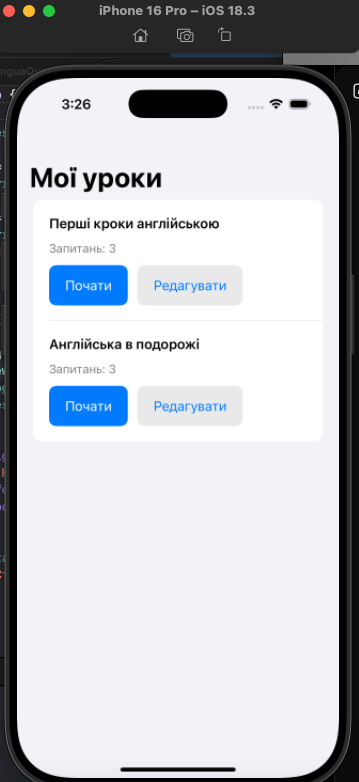 iPhone 16 Pro – iOS 18.3
3:26
Мої уроки
Перші кроки англійською
Запитань: 3
Почати
Редагувати
Англійська в подорожі
Запитань: 3
Почати
Редагувати